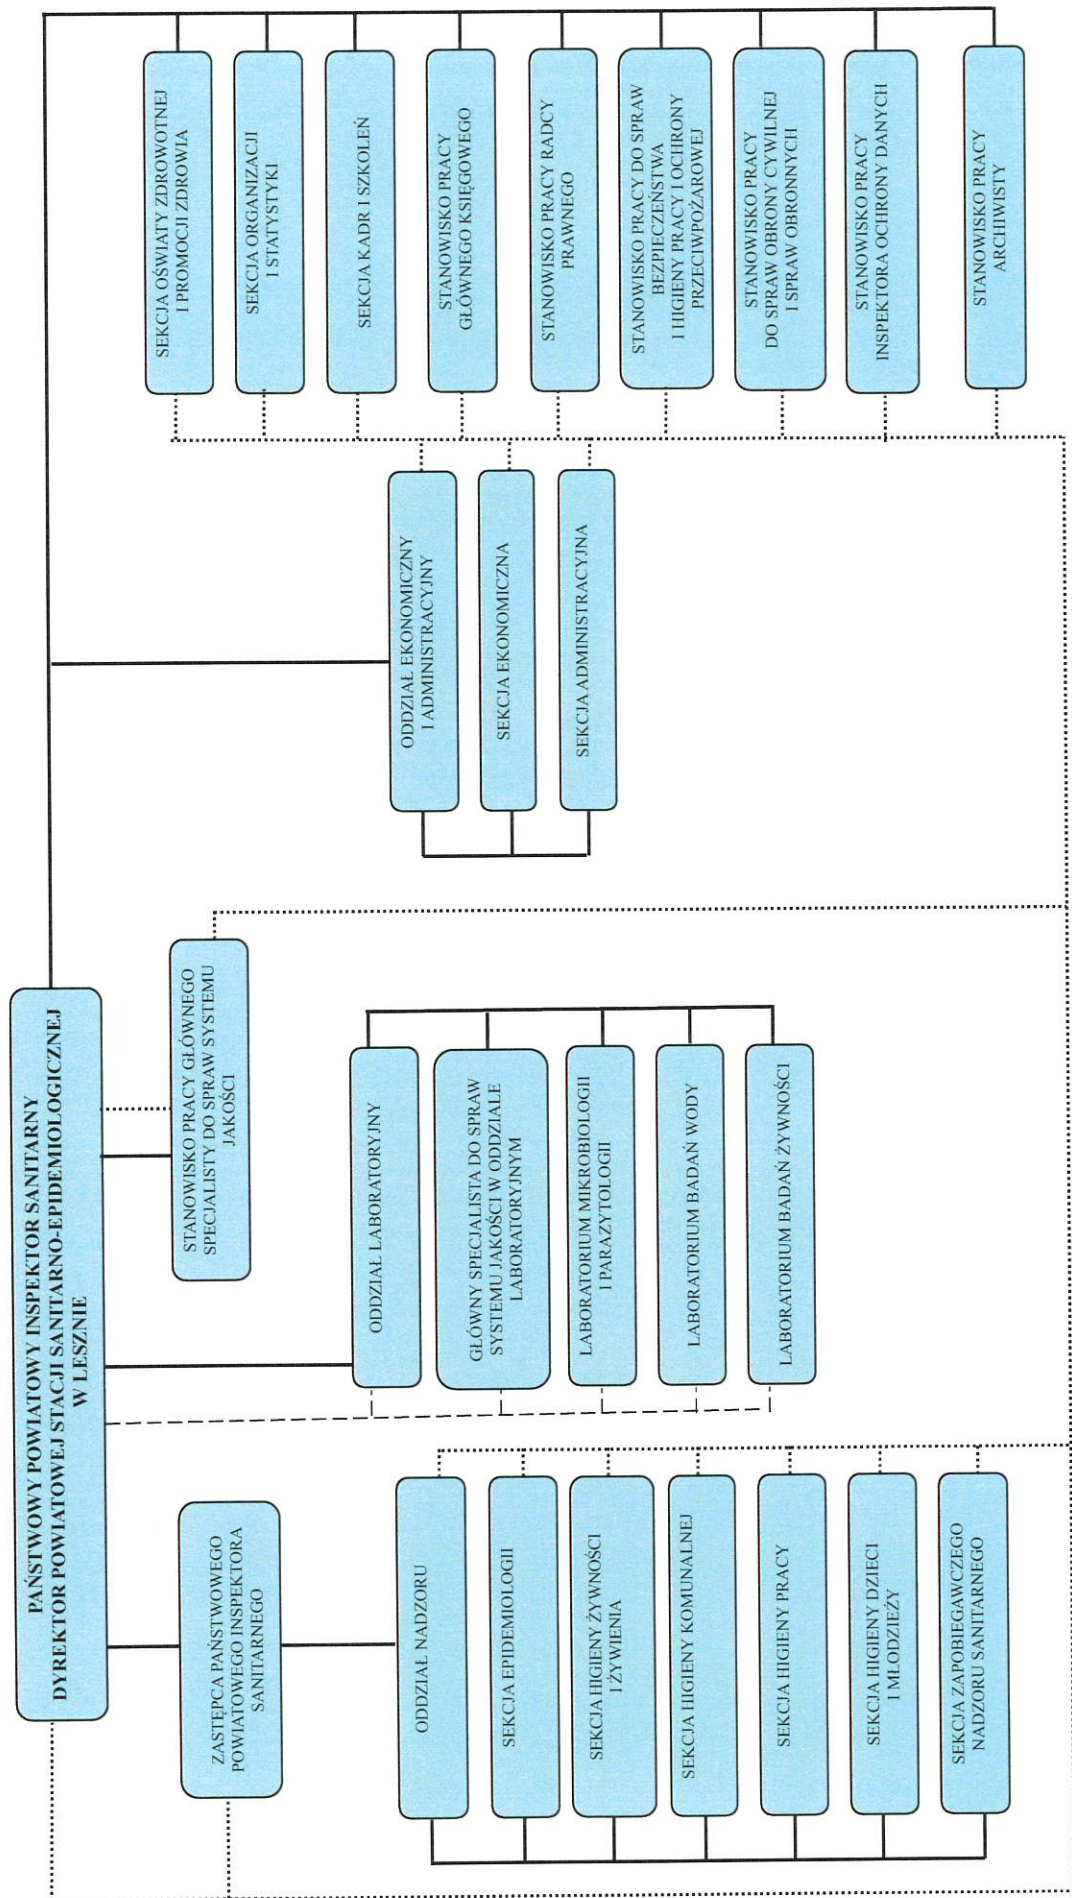 PAŃSTWOWY POWIATOWY INSPEKTOR SANITARNY
DYREKTOR POWIATOWEJ STACJI SANITARNO-EPIDEMIOLOGICZNEJ
W LESZNIE
ZASTĘPCA PAŃSTWOWEGO
POWIATOWEGO INSPEKTORA
SANITARNEGO
ODDZIAŁ NADZORU
SEKCJA EPIDEMIOLOGII
SEKCJA HIGIENY ŻYWNOŚCI
I ŻYWIENIA
SEKCJA HIGIENY KOMUNALNEJ
SEKCJA HIGIENY PRACY
SEKCJA HIGIENY DZIECI
I MŁODZIEŻY
SEKCJA ZAPOBIEGAWCZEGO
NADZORU SANITARNEGO
STANOWISKO PRACY GŁÓWNEGO
SPECJALISTY DO SPRAW SYSTEMU
JAKOŚCI
ODDZIAŁ LABORATORYJNY
GŁÓWNY SPECJALISTA DO SPRAW
SYSTEMU JAKOŚCI W ODDZIALE
LABORATORYJNYM
LABORATORIUM MIKROBIOLOGII
I PARAZYTOLOGII
LABORATORIUM BADAŃ WODY
LABORATORIUM BADAŃ ŻYWNOŚCI
ODDZIAŁ EKONOMICZNY
I ADMINISTRACYJNY
SEKCJA EKONOMICZNA
SEKCJA ADMINISTRACYJNA
SEKCJA OŚWIATY ZDROWOTNEJ
I PROMOCJI ZDROWIA
SEKCJA ORGANIZACJI
I STATYSTYKI
SEKCJA KADR I SZKOLEŃ
STANOWISKO PRACY
GŁÓWNEGO KSIĘGOWEGO
STANOWISKO PRACY RADCY
PRAWNEGO
STANOWISKO PRACY DO SPRAW
BEZPIECZEŃSTWA
I HIGIENY PRACY I OCHRONY
PRZECIWPOŻAROWEJ
STANOWISKO PRACY
DO SPRAW OBRONY CYWILNEJ
I SPRAW OBRONNYCH
STANOWISKO PRACY
INSPEKTORA OCHRONY DANYCH
STANOWISKO PRACY
ARCHIWISTY